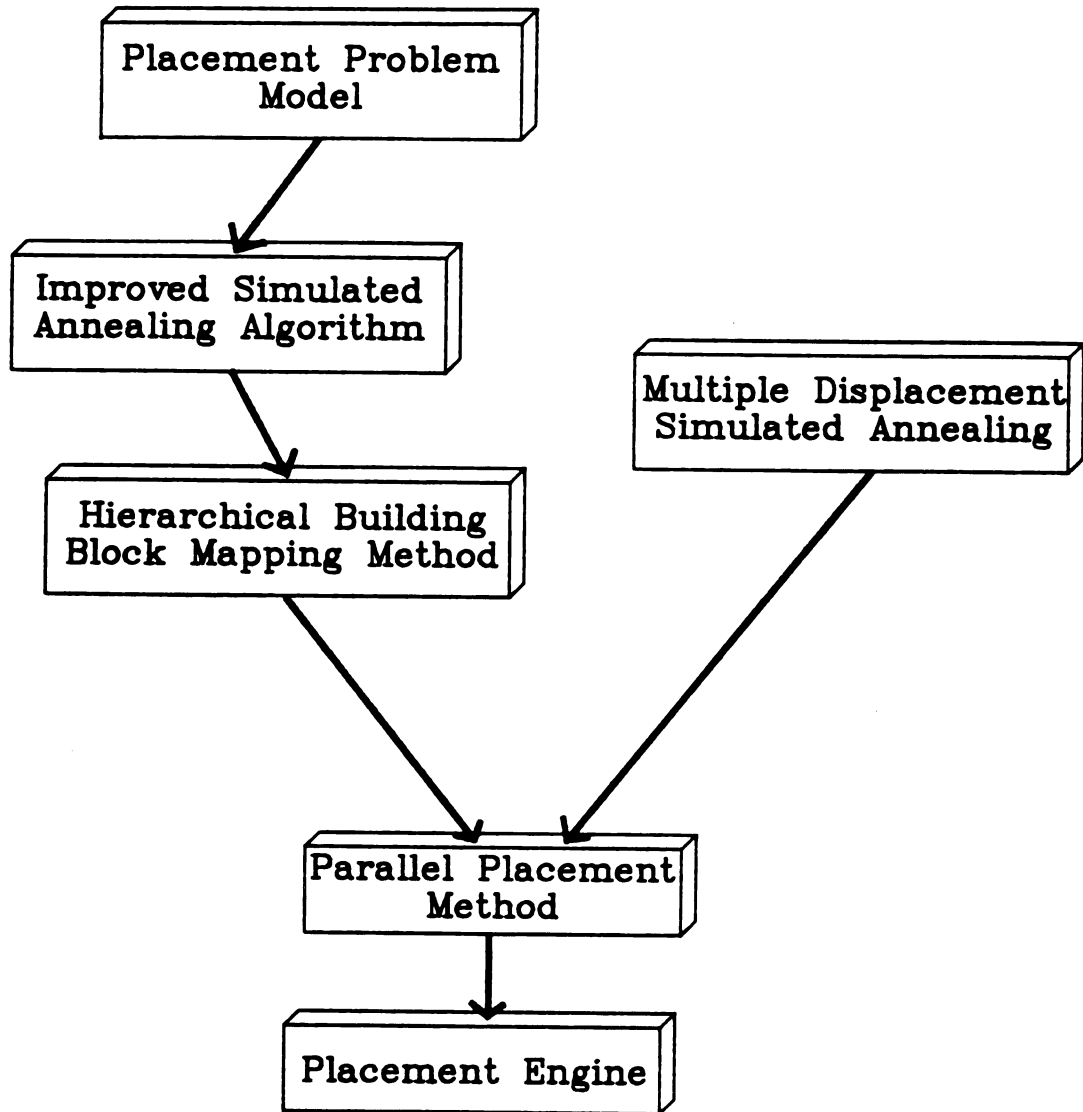 Placement Problem
Model
Improved Simulated
Annealing Algorithm
Multiple Displacement
Simulated Annealing
Hierarchical Building
Block Mapping Method
Parallel Placement
Method
Placement Engine